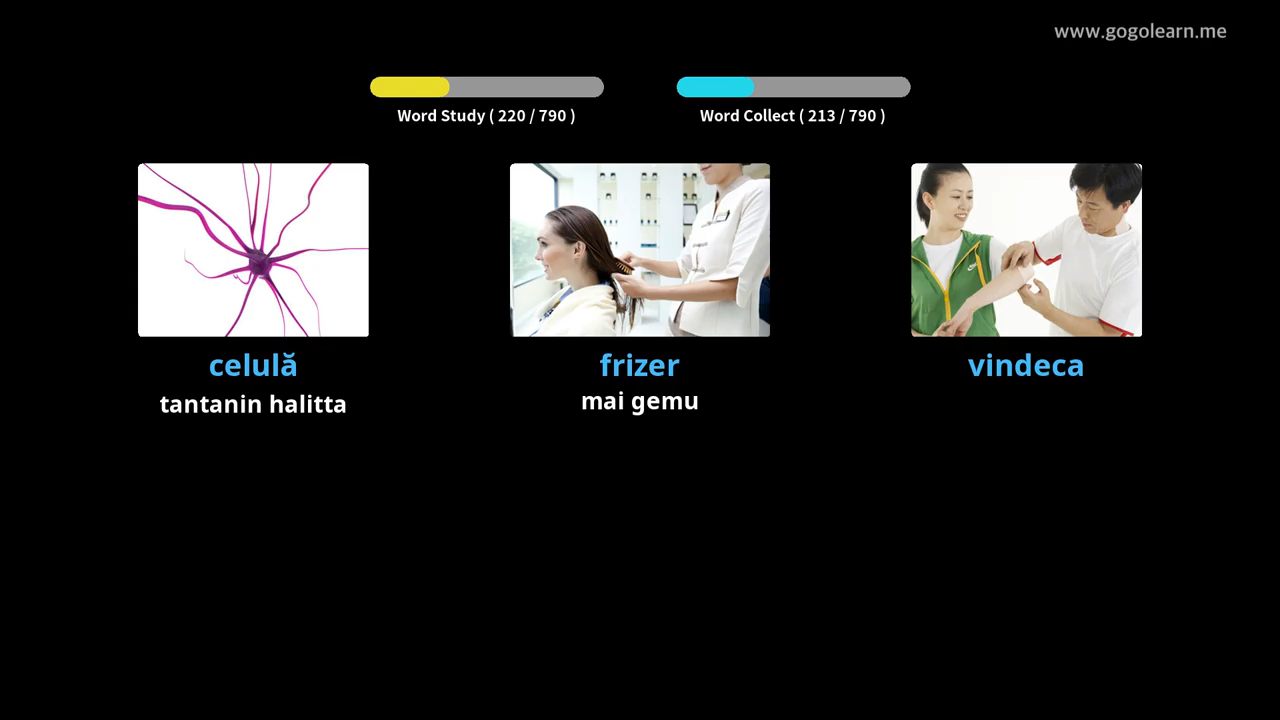 www.gogolearn.me
Word Study ( 220 / 790 )
Word Collect ( 213 / 790 )
celulă
tantanin halitta
frizer
mai gemu
vindeca